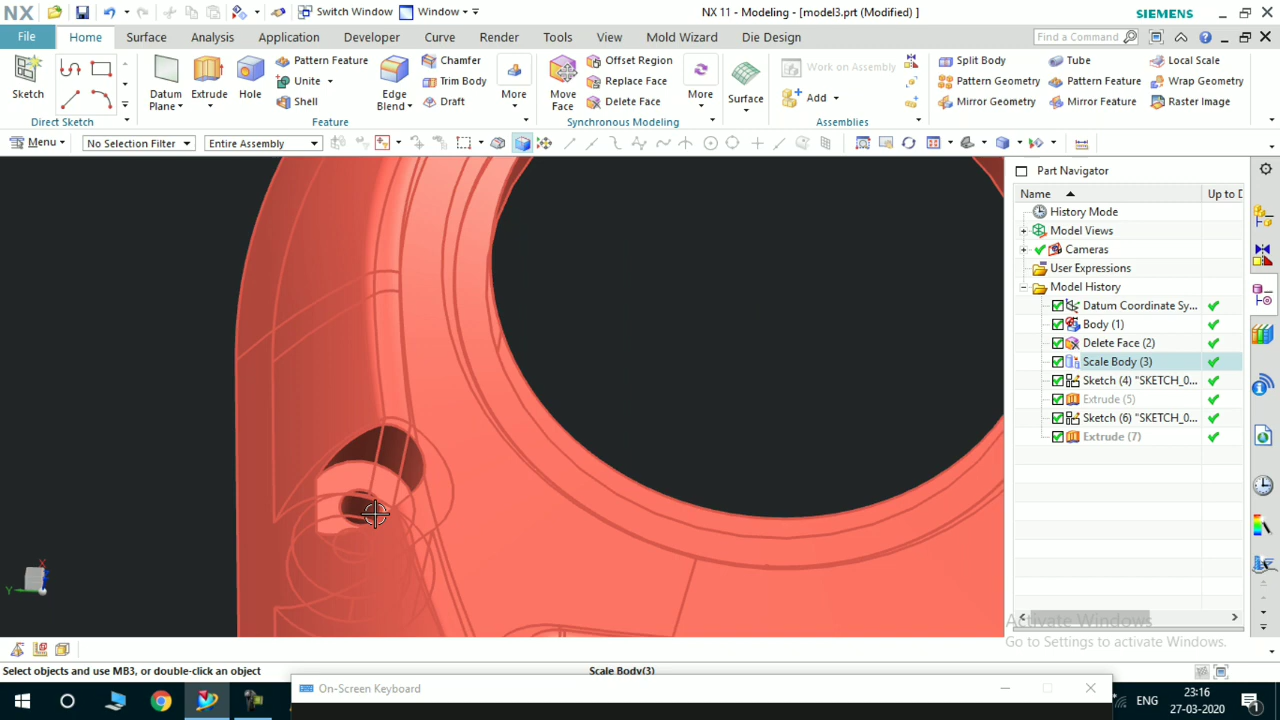 NX Switch Window Window NX 11 - Modeling - [model3.prt (Modified) ] SIEMENS
File Home Surface Analysis Application Developer Curve Render Tools View Mold Wizard Die Design Find a Command
Sketch Datum Plane Extrude Hole Pattern Feature Unite Shell Edge Blend Chamfer Trim Body Draft More Move Face Offset Region Replace Face Delete Face More Surface Work on Assembly Add Split Body Pattern Geometry Mirror Geometry Tube Pattern Feature Mirror Feature Local Scale Wrap Geometry Raster Image
Direct Sketch Feature Synchronous Modeling Assemblies
Menu No Selection Filter Entire Assembly
Part Navigator
Name Up to D
History Mode
Model Views
Cameras
User Expressions
Model History
Datum Coordinate Sy...
Body (1)
Delete Face (2)
Scale Body (3)
Sketch (4) "SKETCH_0...
Extrude (5)
Sketch (6) "SKETCH_0...
Extrude (7)
X
Y
Activate Windows
Go to Settings to activate Windows.
Select objects and use MB3, or double-click an object Scale Body(3)
On-Screen Keyboard
ENG
23:16
27-03-2020
1